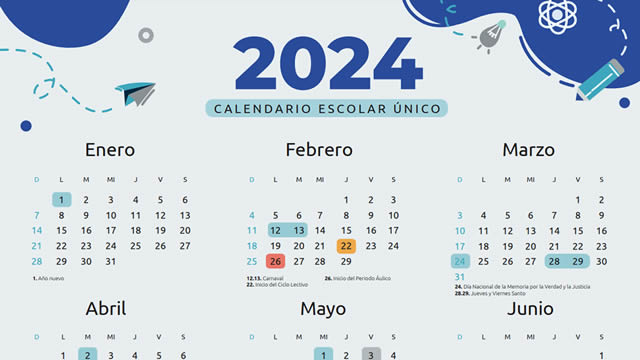 2024
CALENDARIO ESCOLAR ÚNICO
Enero
D L M MI J V S
1 2 3 4 5 6
7 8 9 10 11 12 13
14 15 16 17 18 19 20
21 22 23 24 25 26 27
28 29 30 31
1. Año nuevo
Febrero
D L M MI J V S
1 2 3
4 5 6 7 8 9 10
11 12 13 14 15 16 17
18 19 20 21 22 23 24
25 26 27 28 29
12.13. Carnaval 26. Inicio del Periodo Áulico
22. Inicio del Ciclo Lectivo
Marzo
D L M MI J V S
1 2
3 4 5 6 7 8 9
10 11 12 13 14 15 16
17 18 19 20 21 22 23
24 25 26 27 28 29 30
31
24. Día Nacional de la Memoria por la Verdad y la Justicia
28.29. Jueves y Viernes Santo
Abril
D L M MI J V S
1 2 3 4 5 6
Mayo
D L M MI J V S
1 2 3 4
Junio
D L M MI J V S
1